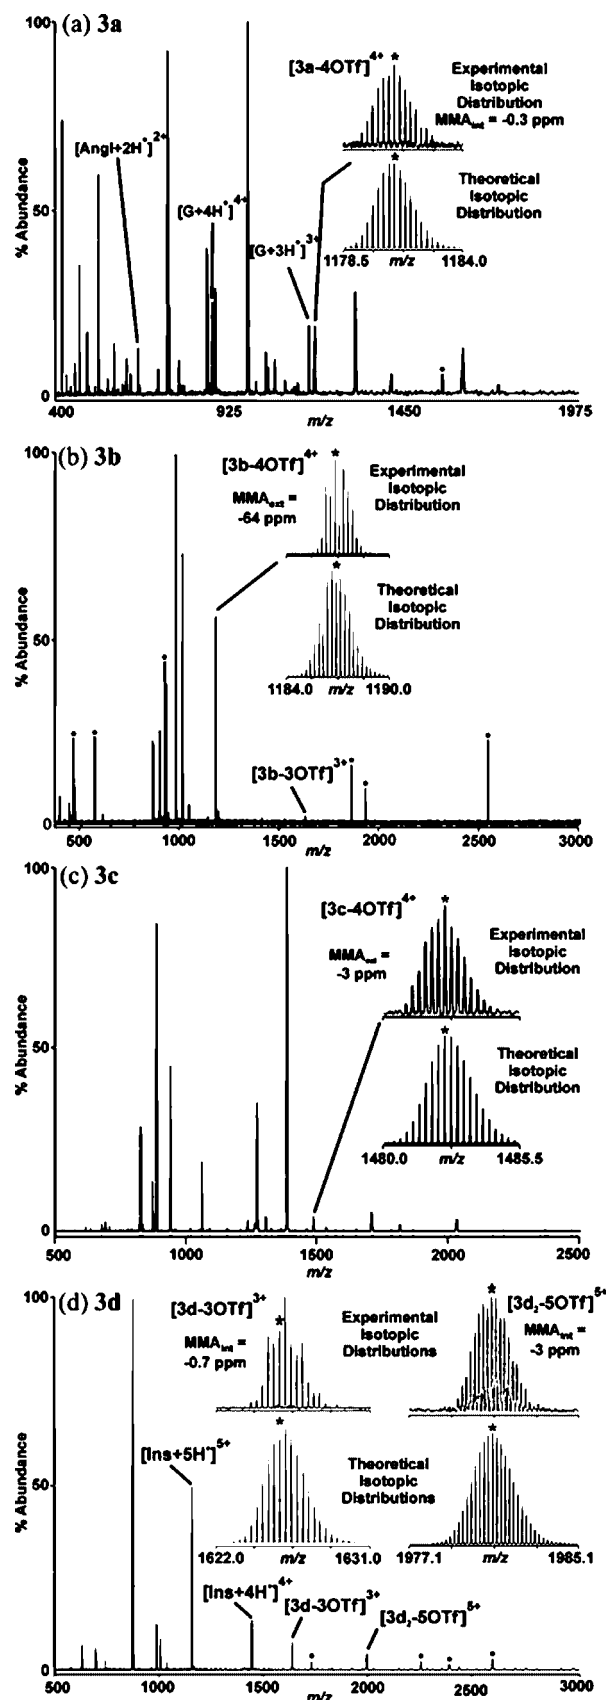 (a) 3a
[3a-4OTf]4+
*
Experimental
Isotopic
Distribution
MMAint = -0.3 ppm
[AngI+2H+]2+
[G+4H+]4+
[G+3H+]3+
*
Theoretical
Isotopic
Distribution
1178.5 m/z 1184.0
% Abundance
100
50
0
400 925 1450 1975
m/z
(b) 3b
[3b-4OTf]4+
*
MMAext =
-64 ppm
Experimental
Isotopic
Distribution
*
Theoretical
Isotopic
Distribution
1184.0 m/z 1190.0
[3b-3OTf]3+
% Abundance
100
50
0
500 1000 1500 2000 2500 3000
m/z
(c) 3c
[3c-4OTf]4+
*
MMAext =
-3 ppm
Experimental
Isotopic
Distribution
*
Theoretical
Isotopic
Distribution
1480.0 m/z 1485.5
% Abundance
100
50
0
500 1000 1500 2000 2500
m/z
(d) 3d
[3d-3OTf]3+
MMAint =
-0.7 ppm
*
Experimental
Isotopic
Distributions
*
[3d2-5OTf]5+
MMAint =
-3 ppm
[Ins+5H+]5+
*
Theoretical
Isotopic
Distributions
*
1622.0 m/z 1631.0
1977.1 m/z 1985.1
[Ins+4H+]4+
[3d-3OTf]3+
[3d2-5OTf]5+
% Abundance
100
50
0
500 1000 1500 2000 2500 3000
m/z